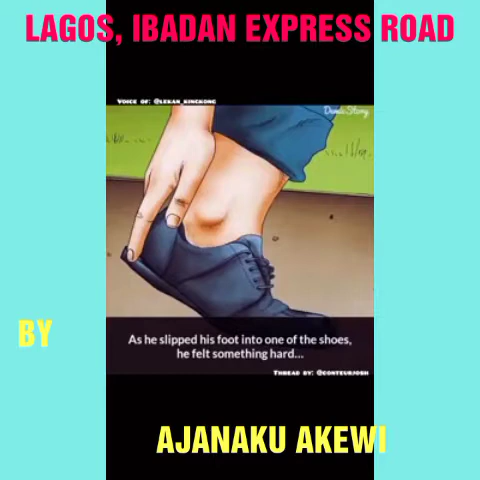 LAGOS, IBADAN EXPRESS ROAD
VOICE OF: @LEKAN_KINGKONG
DandiStorry
BY
As he slipped his foot into one of the shoes,
he felt something hard...
THREAD BY: @CONTEURJOSH
AJANAKU AKEWI